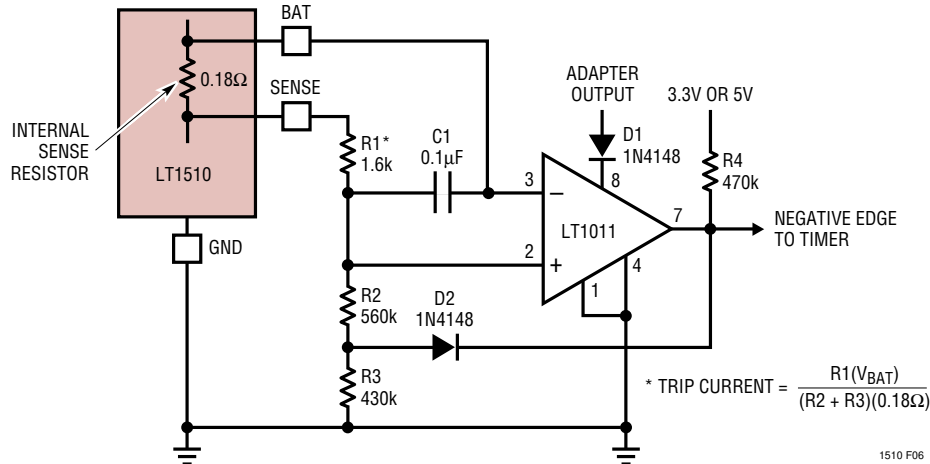 BAT
0.18Ω
SENSE
INTERNAL
SENSE
RESISTOR
LT1510
GND
R1*
1.6k
C1
0.1µF
ADAPTER
OUTPUT
3.3V OR 5V
D1
1N4148
R4
470k
3
8
–
LT1011
7
NEGATIVE EDGE
TO TIMER
2
+
4
1
R2
560k
D2
1N4148
R3
430k
* TRIP CURRENT = R1(VBAT)
(R2 + R3)(0.18Ω)
1510 F06